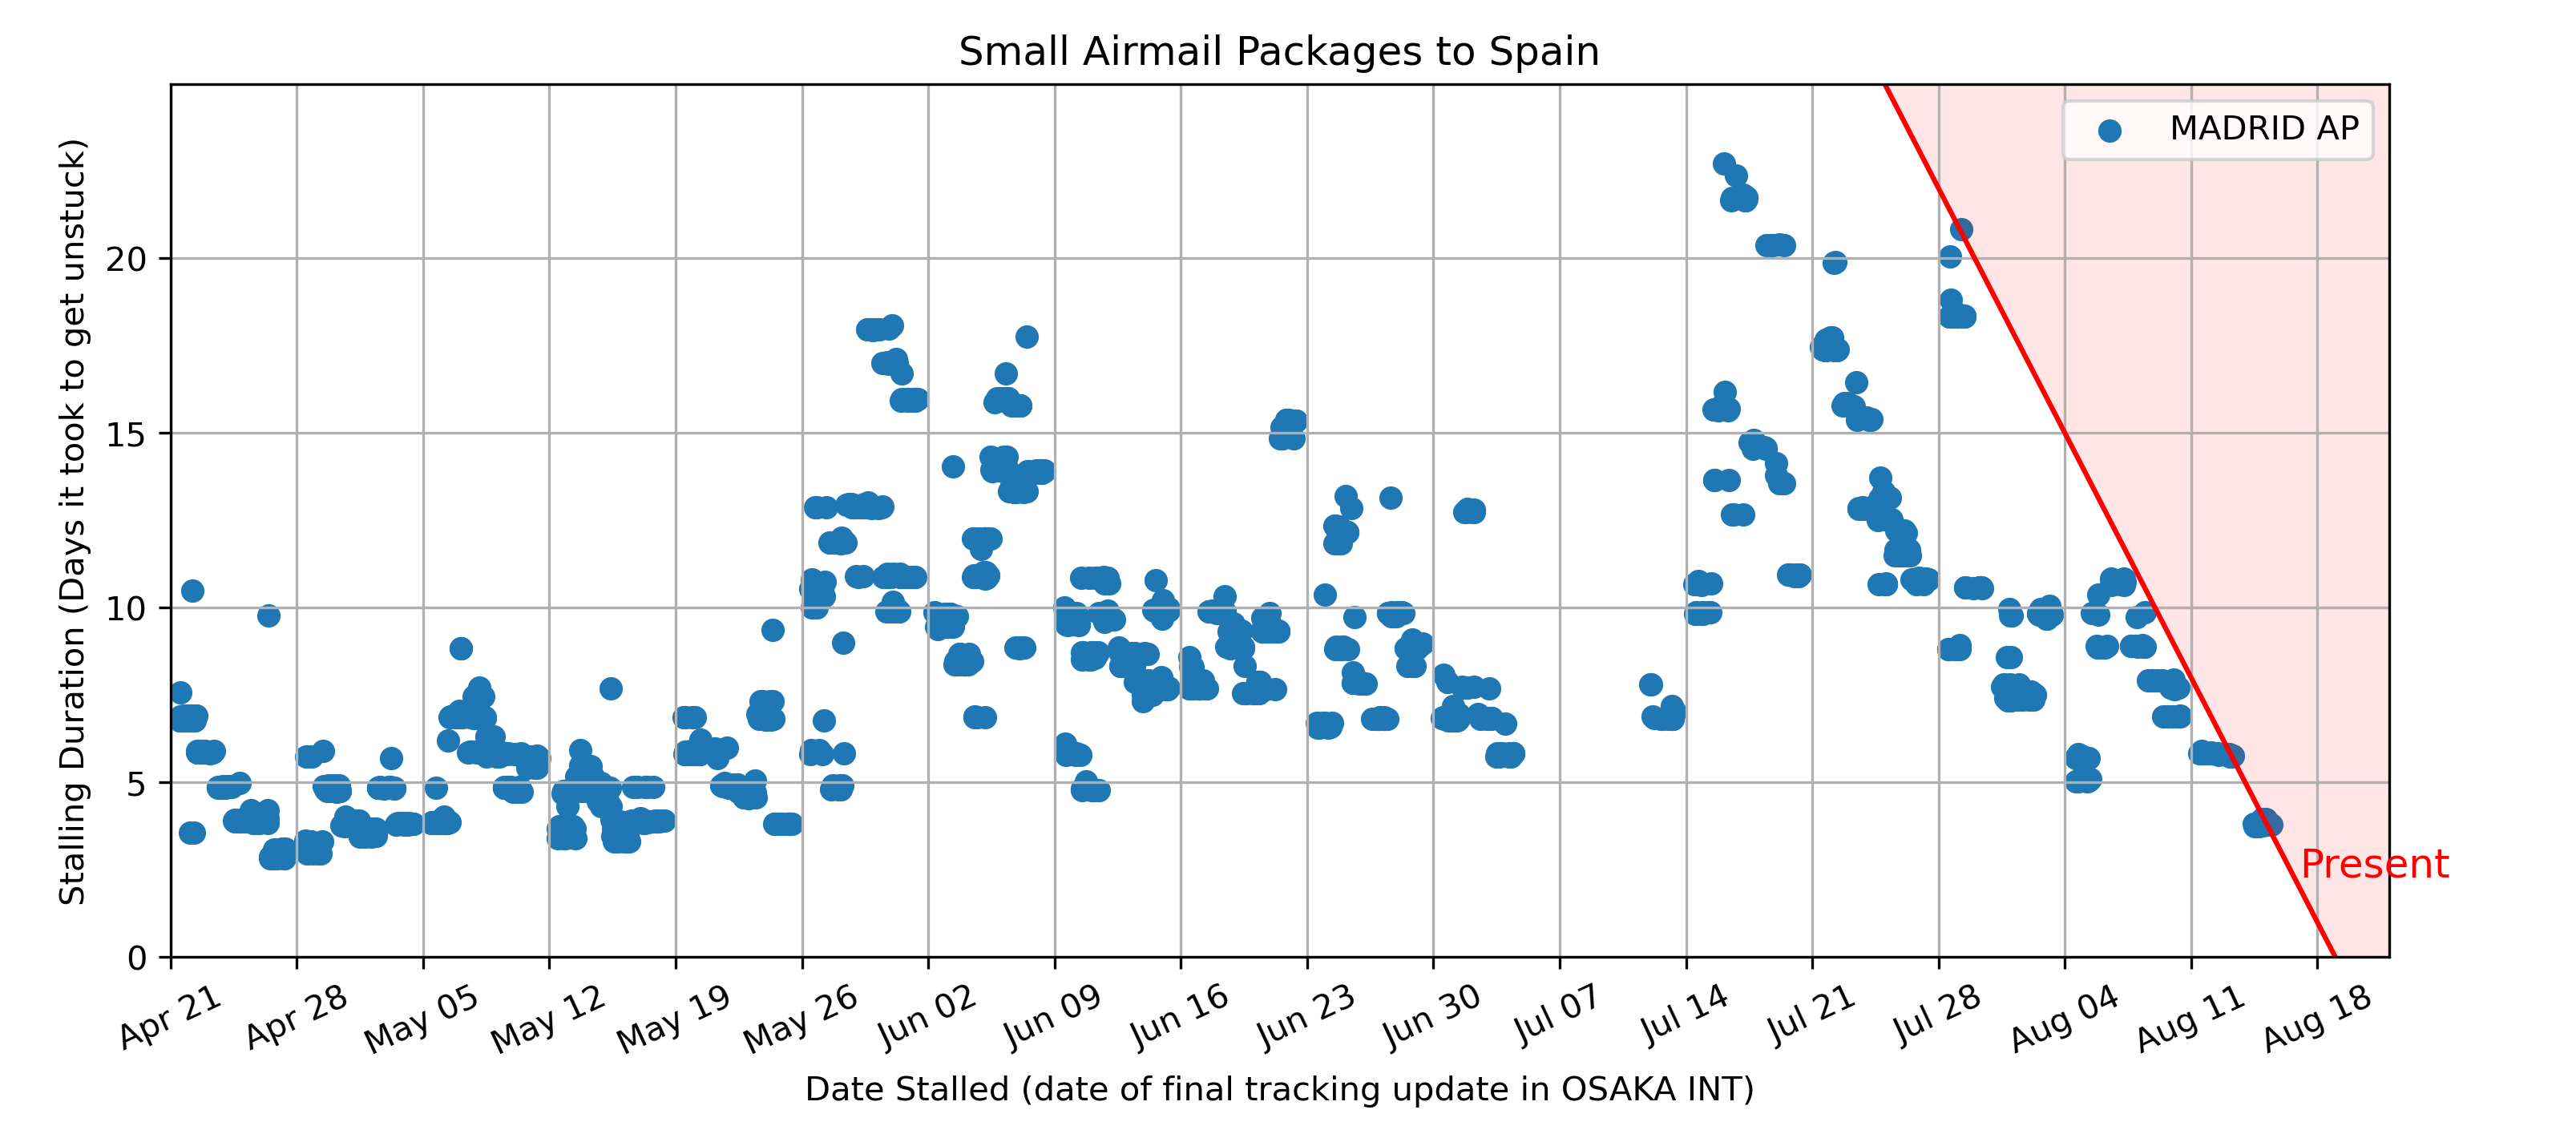 Small Airmail Packages to Spain
MADRID AP
Stalling Duration (Days it took to get unstuck)
20
15
10
5
0
Present
Apr 21
Apr 28
May 05
May 12
May 19
May 26
Jun 02
Jun 09
Jun 16
Jun 23
Jun 30
Jul 07
Jul 14
Jul 21
Jul 28
Aug 04
Aug 11
Aug 18
Date Stalled (date of final tracking update in OSAKA INT)